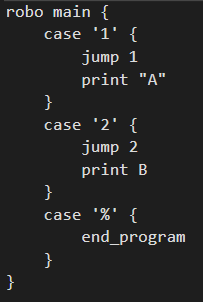 robo main {
    case '1' {
        jump 1
        print "A"
    }
    case '2' {
        jump 2
        print B
    }
    case '%' {
        end_program
    }
}